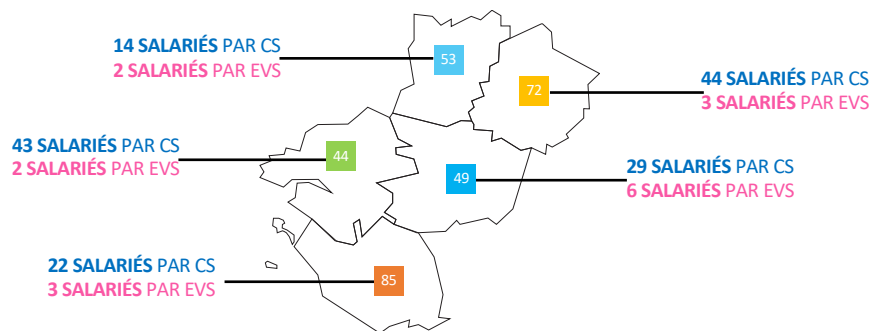 14 SALARIÉS PAR CS
2 SALARIÉS PAR EVS
53
72
44 SALARIÉS PAR CS
3 SALARIÉS PAR EVS
43 SALARIÉS PAR CS
2 SALARIÉS PAR EVS
44
49
29 SALARIÉS PAR CS
6 SALARIÉS PAR EVS
22 SALARIÉS PAR CS
3 SALARIÉS PAR EVS
85